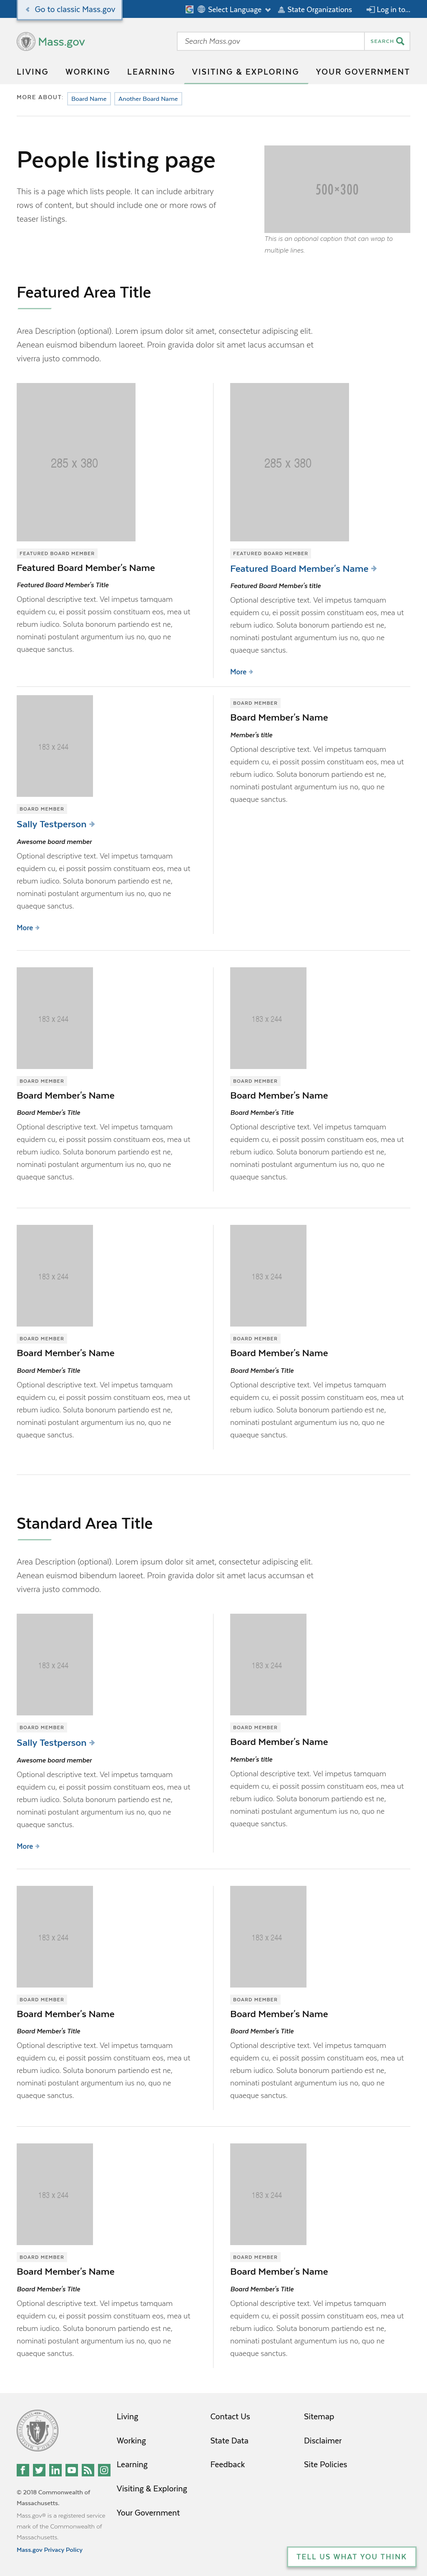 Go to classic Mass.gov
Select Language
State Organizations
Log in to...
Mass.gov
Search Mass.gov
SEARCH
LIVING
WORKING
LEARNING
VISITING & EXPLORING
YOUR GOVERNMENT
MORE ABOUT:
Board Name
Another Board Name
People listing page
This is a page which lists people. It can include arbitrary
rows of content, but should include one or more rows of
teaser listings.
500×300
This is an optional caption that can wrap to
multiple lines
Featured Area Title
Area Description (optional). Lorem ipsum dolor sit amet, consectetur adipiscing elit.
Aenean euismod bibendum laoreet. Proin gravida dolor sit amet lacus accumsan et
viverra justo commodo.
285 x 380
FEATURED BOARD MEMBER
Featured Board Member's Name
Featured Board Member's Title
Optional descriptive text. Vel impetus tamquam
equidem cu, ei possit possim constituam eos, mea ut
rebum iudico. Soluta bonorum partiendo est ne,
nominati postulant argumentum ius no, quo ne
quaeque sanctus.
285 x 380
FEATURED BOARD MEMBER
Featured Board Member's Name
Featured Board Member's title
Optional descriptive text. Vel impetus tamquam
equidem cu, ei possit possim constituam eos, mea ut
rebum iudico. Soluta bonorum partiendo est ne,
nominati postulant argumentum ius no, quo ne
quaeque sanctus.
More
183 x 244
BOARD MEMBER
Sally Testperson
Awesome board member
Optional descriptive text. Vel impetus tamquam
equidem cu, ei possit possim constituam eos, mea ut
rebum iudico. Soluta bonorum partiendo est ne,
nominati postulant argumentum ius no, quo ne
quaeque sanctus.
More
BOARD MEMBER
Board Member's Name
Member's title
Optional descriptive text. Vel impetus tamquam
equidem cu, ei possit possim constituam eos, mea ut
rebum iudico. Soluta bonorum partiendo est ne,
nominati postulant argumentum ius no, quo ne
quaeque sanctus.
183 x 244
BOARD MEMBER
Board Member's Name
Board Member's Title
Optional descriptive text. Vel impetus tamquam
equidem cu, ei possit possim constituam eos, mea ut
rebum iudico. Soluta bonorum partiendo est ne,
nominati postulant argumentum ius no, quo ne
quaeque sanctus.
183 x 244
BOARD MEMBER
Board Member's Name
Board Member's Title
Optional descriptive text. Vel impetus tamquam
equidem cu, ei possit possim constituam eos, mea ut
rebum iudico. Soluta bonorum partiendo est ne,
nominati postulant argumentum ius no, quo ne
quaeque sanctus.
183 x 244
BOARD MEMBER
Board Member's Name
Board Member's Title
Optional descriptive text. Vel impetus tamquam
equidem cu, ei possit possim constituam eos, mea ut
rebum iudico. Soluta bonorum partiendo est ne,
nominati postulant argumentum ius no, quo ne
quaeque sanctus.
183 x 244
BOARD MEMBER
Board Member's Name
Board Member's Title
Optional descriptive text. Vel impetus tamquam
equidem cu, ei possit possim constituam eos, mea ut
rebum iudico. Soluta bonorum partiendo est ne,
nominati postulant argumentum ius no, quo ne
quaeque sanctus.
Standard Area Title
Area Description (optional). Lorem ipsum dolor sit amet, consectetur adipiscing elit.
Aenean euismod bibendum laoreet. Proin gravida dolor sit amet lacus accumsan et
viverra justo commodo.
183 x 244
BOARD MEMBER
Sally Testperson
Awesome board member
Optional descriptive text. Vel impetus tamquam
equidem cu, ei possit possim constituam eos, mea ut
rebum iudico. Soluta bonorum partiendo est ne,
nominati postulant argumentum ius no, quo ne
quaeque sanctus.
More
183 x 244
BOARD MEMBER
Board Member's Name
Member's title
Optional descriptive text. Vel impetus tamquam
equidem cu, ei possit possim constituam eos, mea ut
rebum iudico. Soluta bonorum partiendo est ne,
nominati postulant argumentum ius no, quo ne
quaeque sanctus.
183 x 244
BOARD MEMBER
Board Member's Name
Board Member's Title
Optional descriptive text. Vel impetus tamquam
equidem cu, ei possit possim constituam eos, mea ut
rebum iudico. Soluta bonorum partiendo est ne,
nominati postulant argumentum ius no, quo ne
quaeque sanctus.
183 x 244
BOARD MEMBER
Board Member's Name
Board Member's Title
Optional descriptive text. Vel impetus tamquam
equidem cu, ei possit possim constituam eos, mea ut
rebum iudico. Soluta bonorum partiendo est ne,
nominati postulant argumentum ius no, quo ne
quaeque sanctus.
183 x 244
BOARD MEMBER
Board Member's Name
Board Member's Title
Optional descriptive text. Vel impetus tamquam
equidem cu, ei possit possim constituam eos, mea ut
rebum iudico. Soluta bonorum partiendo est ne,
nominati postulant argumentum ius no, quo ne
quaeque sanctus.
183 x 244
BOARD MEMBER
Board Member's Name
Board Member's Title
Optional descriptive text. Vel impetus tamquam
equidem cu, ei possit possim constituam eos, mea ut
rebum iudico. Soluta bonorum partiendo est ne,
nominati postulant argumentum ius no, quo ne
quaeque sanctus.
© 2018 Commonwealth of
Massachusetts.
Mass.gov® is a registered service
mark of the Commonwealth of
Massachusetts.
Mass.gov Privacy Policy
Living
Working
Learning
Visiting & Exploring
Your Government
Contact Us
State Data
Feedback
Sitemap
Disclaimer
Site Policies
TELL US WHAT YOU THINK